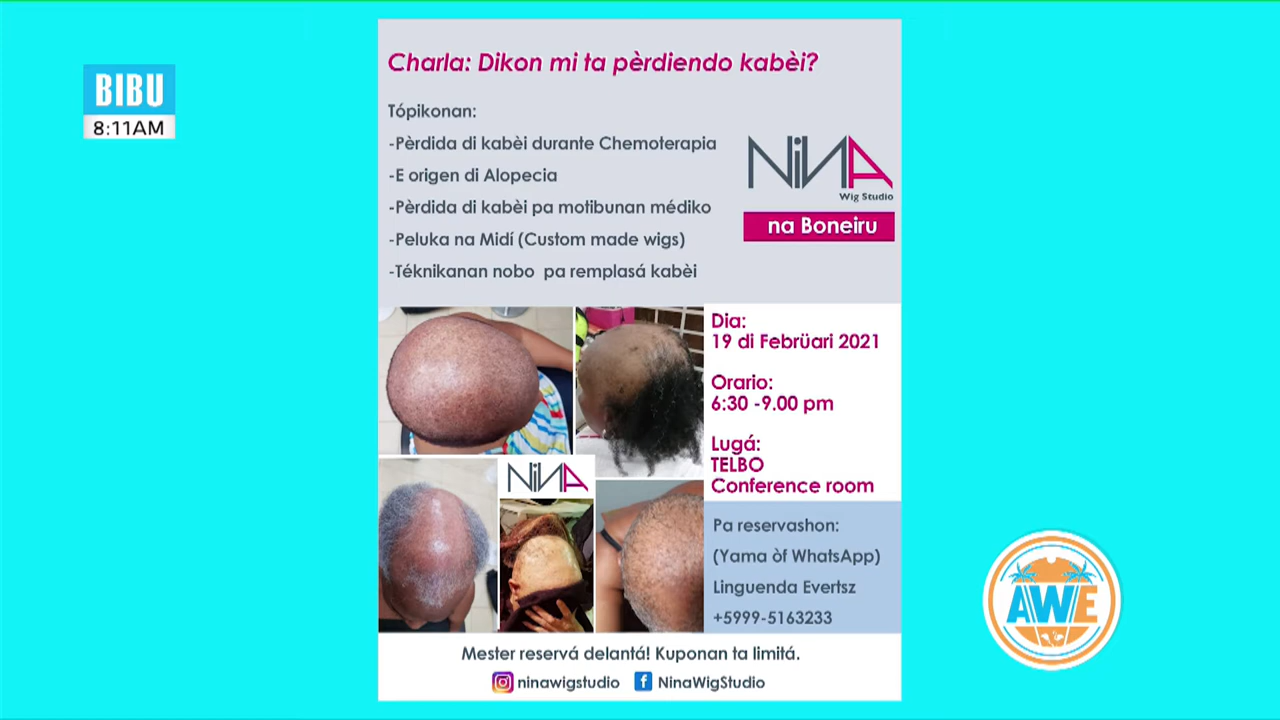 BIBU
8:11AM
Charla: Dikon mi ta pèrdiendo kabèi?
Tópikonan:
-Pèrdida di kabèi durante Chemoterapia
-E origen di Alopecia
-Pèrdida di kabèi pa motibunan médiko
-Peluka na Midí (Custom made wigs)
-Téknikanan nobo pa remplasá kabèi
NiNA
Wig Studio
na Boneiru
Dia:
19 di Febrüari 2021
Orario:
6:30 -9.00 pm
Lugá:
TELBO
Conference room
NiNA
Pa reservashon:
(Yama òf WhatsApp)
Linguenda Evertsz
+5999-5163233
Mester reservá delantá! Kuponan ta limitá.
ninawigstudio NinaWigStudio
AWE